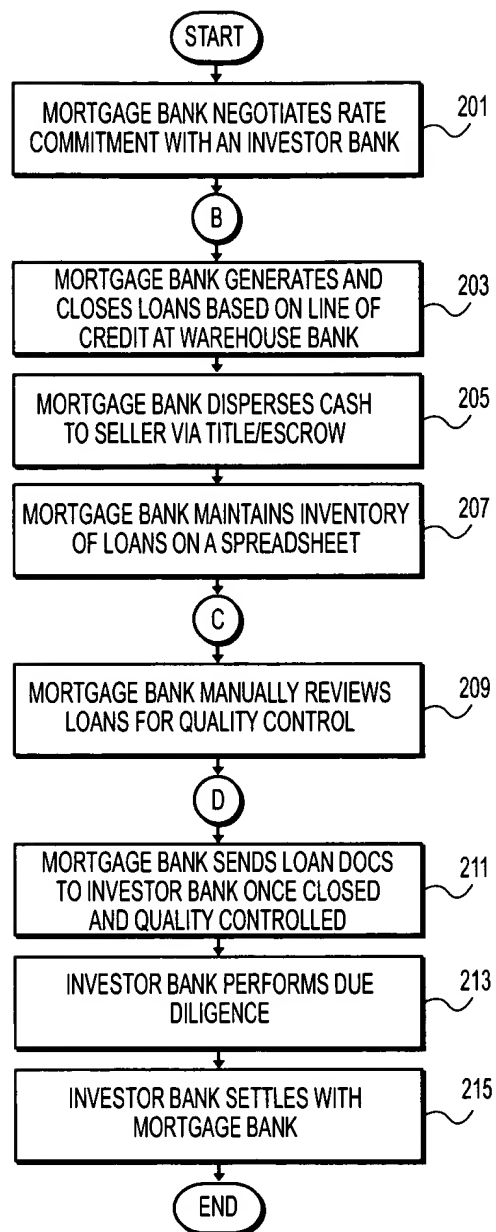 START
MORTGAGE BANK NEGOTIATES RATE
COMMITMENT WITH AN INVESTOR BANK
201
B
MORTGAGE BANK GENERATES AND
CLOSES LOANS BASED ON LINE OF
CREDIT AT WAREHOUSE BANK
203
MORTGAGE BANK DISPERSES CASH
TO SELLER VIA TITLE/ESCROW
205
MORTGAGE BANK MAINTAINS INVENTORY
OF LOANS ON A SPREADSHEET
207
C
MORTGAGE BANK MANUALLY REVIEWS
LOANS FOR QUALITY CONTROL
209
D
MORTGAGE BANK SENDS LOAN DOCS
TO INVESTOR BANK ONCE CLOSED
AND QUALITY CONTROLLED
211
INVESTOR BANK PERFORMS DUE
DILIGENCE
213
INVESTOR BANK SETTLES WITH
MORTGAGE BANK
215
END